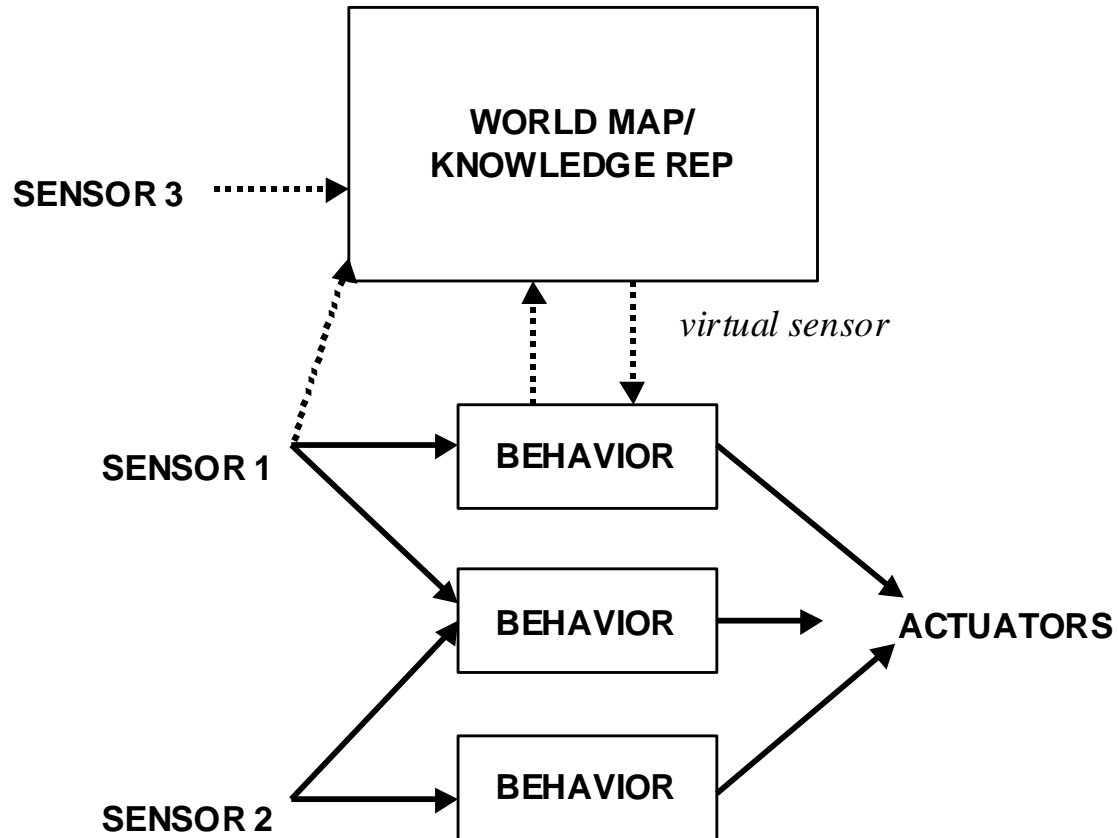 WORLD MAP/
KNOWLEDGE REP
SENSOR 3
virtual sensor
SENSOR 1
BEHAVIOR
BEHAVIOR
ACTUATORS
BEHAVIOR
SENSOR 2